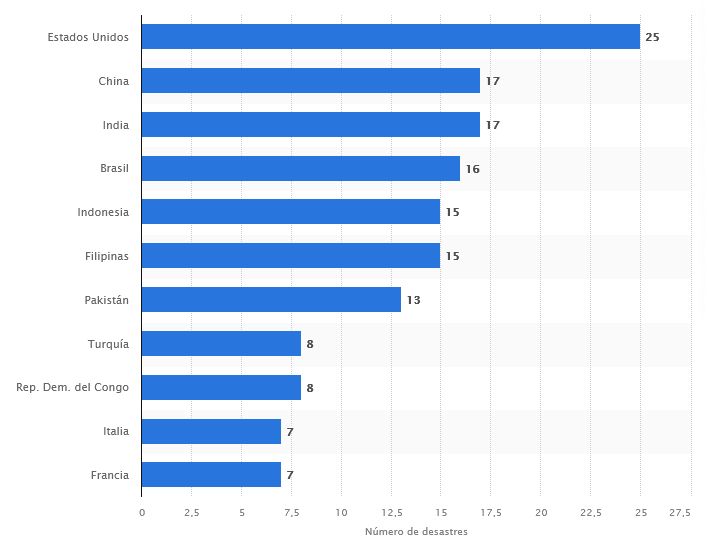 Estados Unidos 25
China 17
India 17
Brasil 16
Indonesia 15
Filipinas 15
Pakistán 13
Turquía 8
Rep. Dem. del Congo 8
Italia 7
Francia 7
0 2,5 5 7,5 10 12,5 15 17,5 20 22,5 25 27,5
Número de desastres